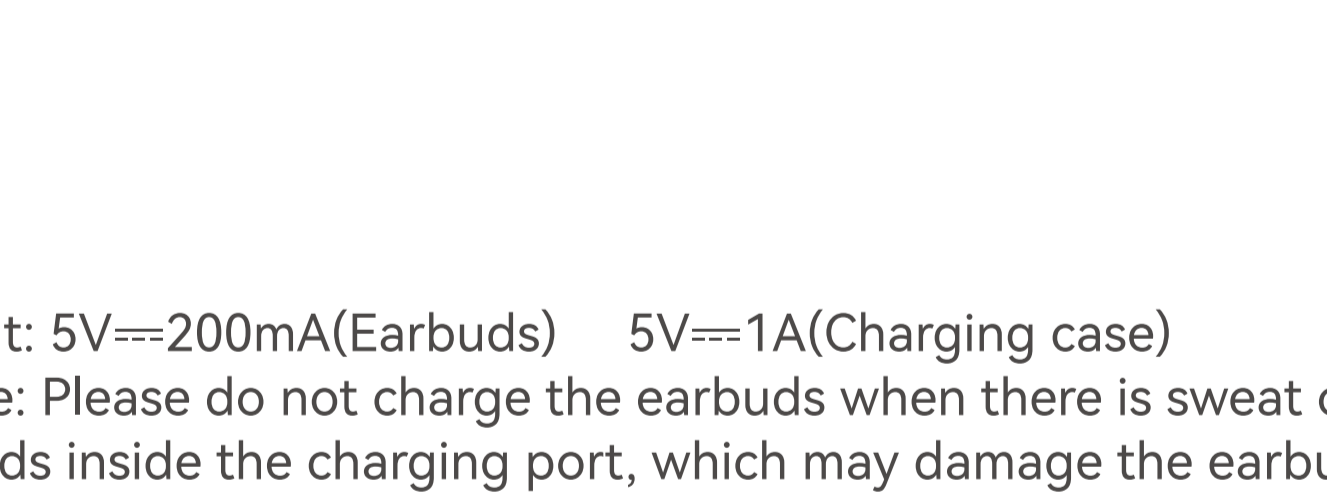 t: 5V⎓200mA(Earbuds) 5V⎓1A(Charging case)
e: Please do not charge the earbuds when there is sweat
ds inside the charging port, which may damage the earbu